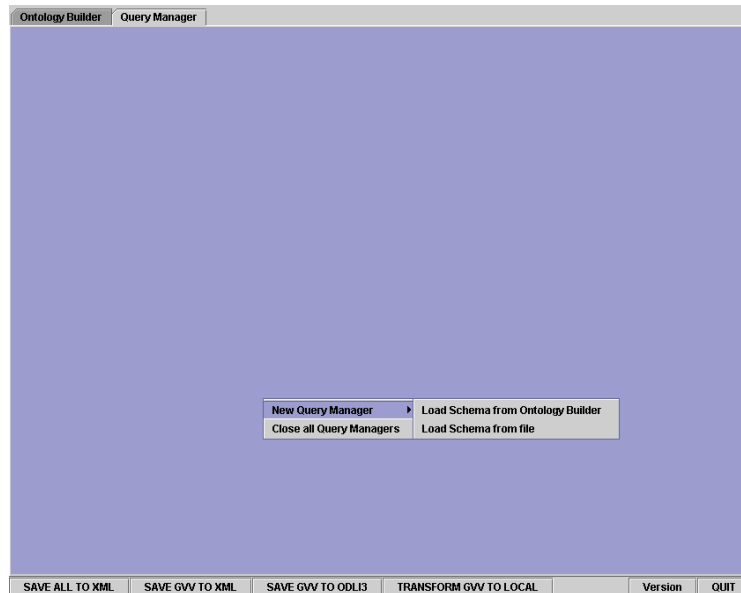 Ontology Builder Query Manager
New Query Manager Load Schema from Ontology Builder
Close all Query Managers Load Schema from file
SAVE ALL TO XML SAVE GVV TO XML SAVE GVV TO ODLI3 TRANSFORM GVV TO LOCAL Version QUIT